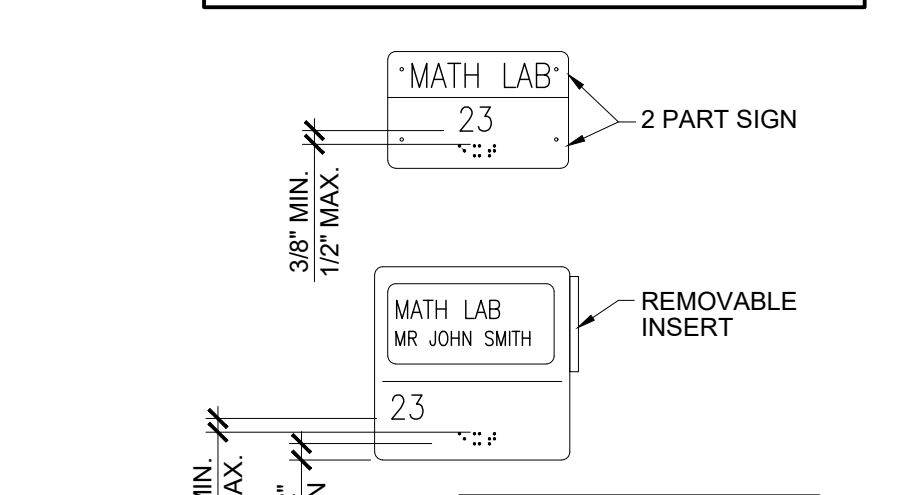 MATH LAB
23
2 PART SIGN
3/8" MIN.
1/2" MAX.
MATH LAB
MR JOHN SMITH
REMOVABLE
INSERT
23